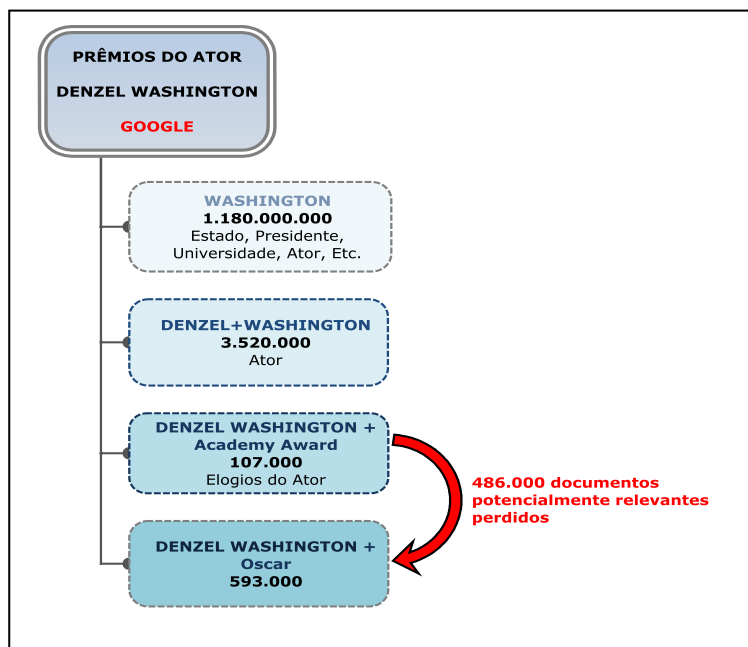 PRÊMIOS DO ATOR
DENZEL WASHINGTON
GOOGLE
WASHINGTON
1.180.000.000
Estado, Presidente,
Universidade, Ator, Etc.
DENZEL+WASHINGTON
3.520.000
Ator
DENZEL WASHINGTON +
Academy Award
107.000
Elogios do Ator
486.000 documentos
potencialmente relevantes
perdidos
DENZEL WASHINGTON +
Oscar
593.000